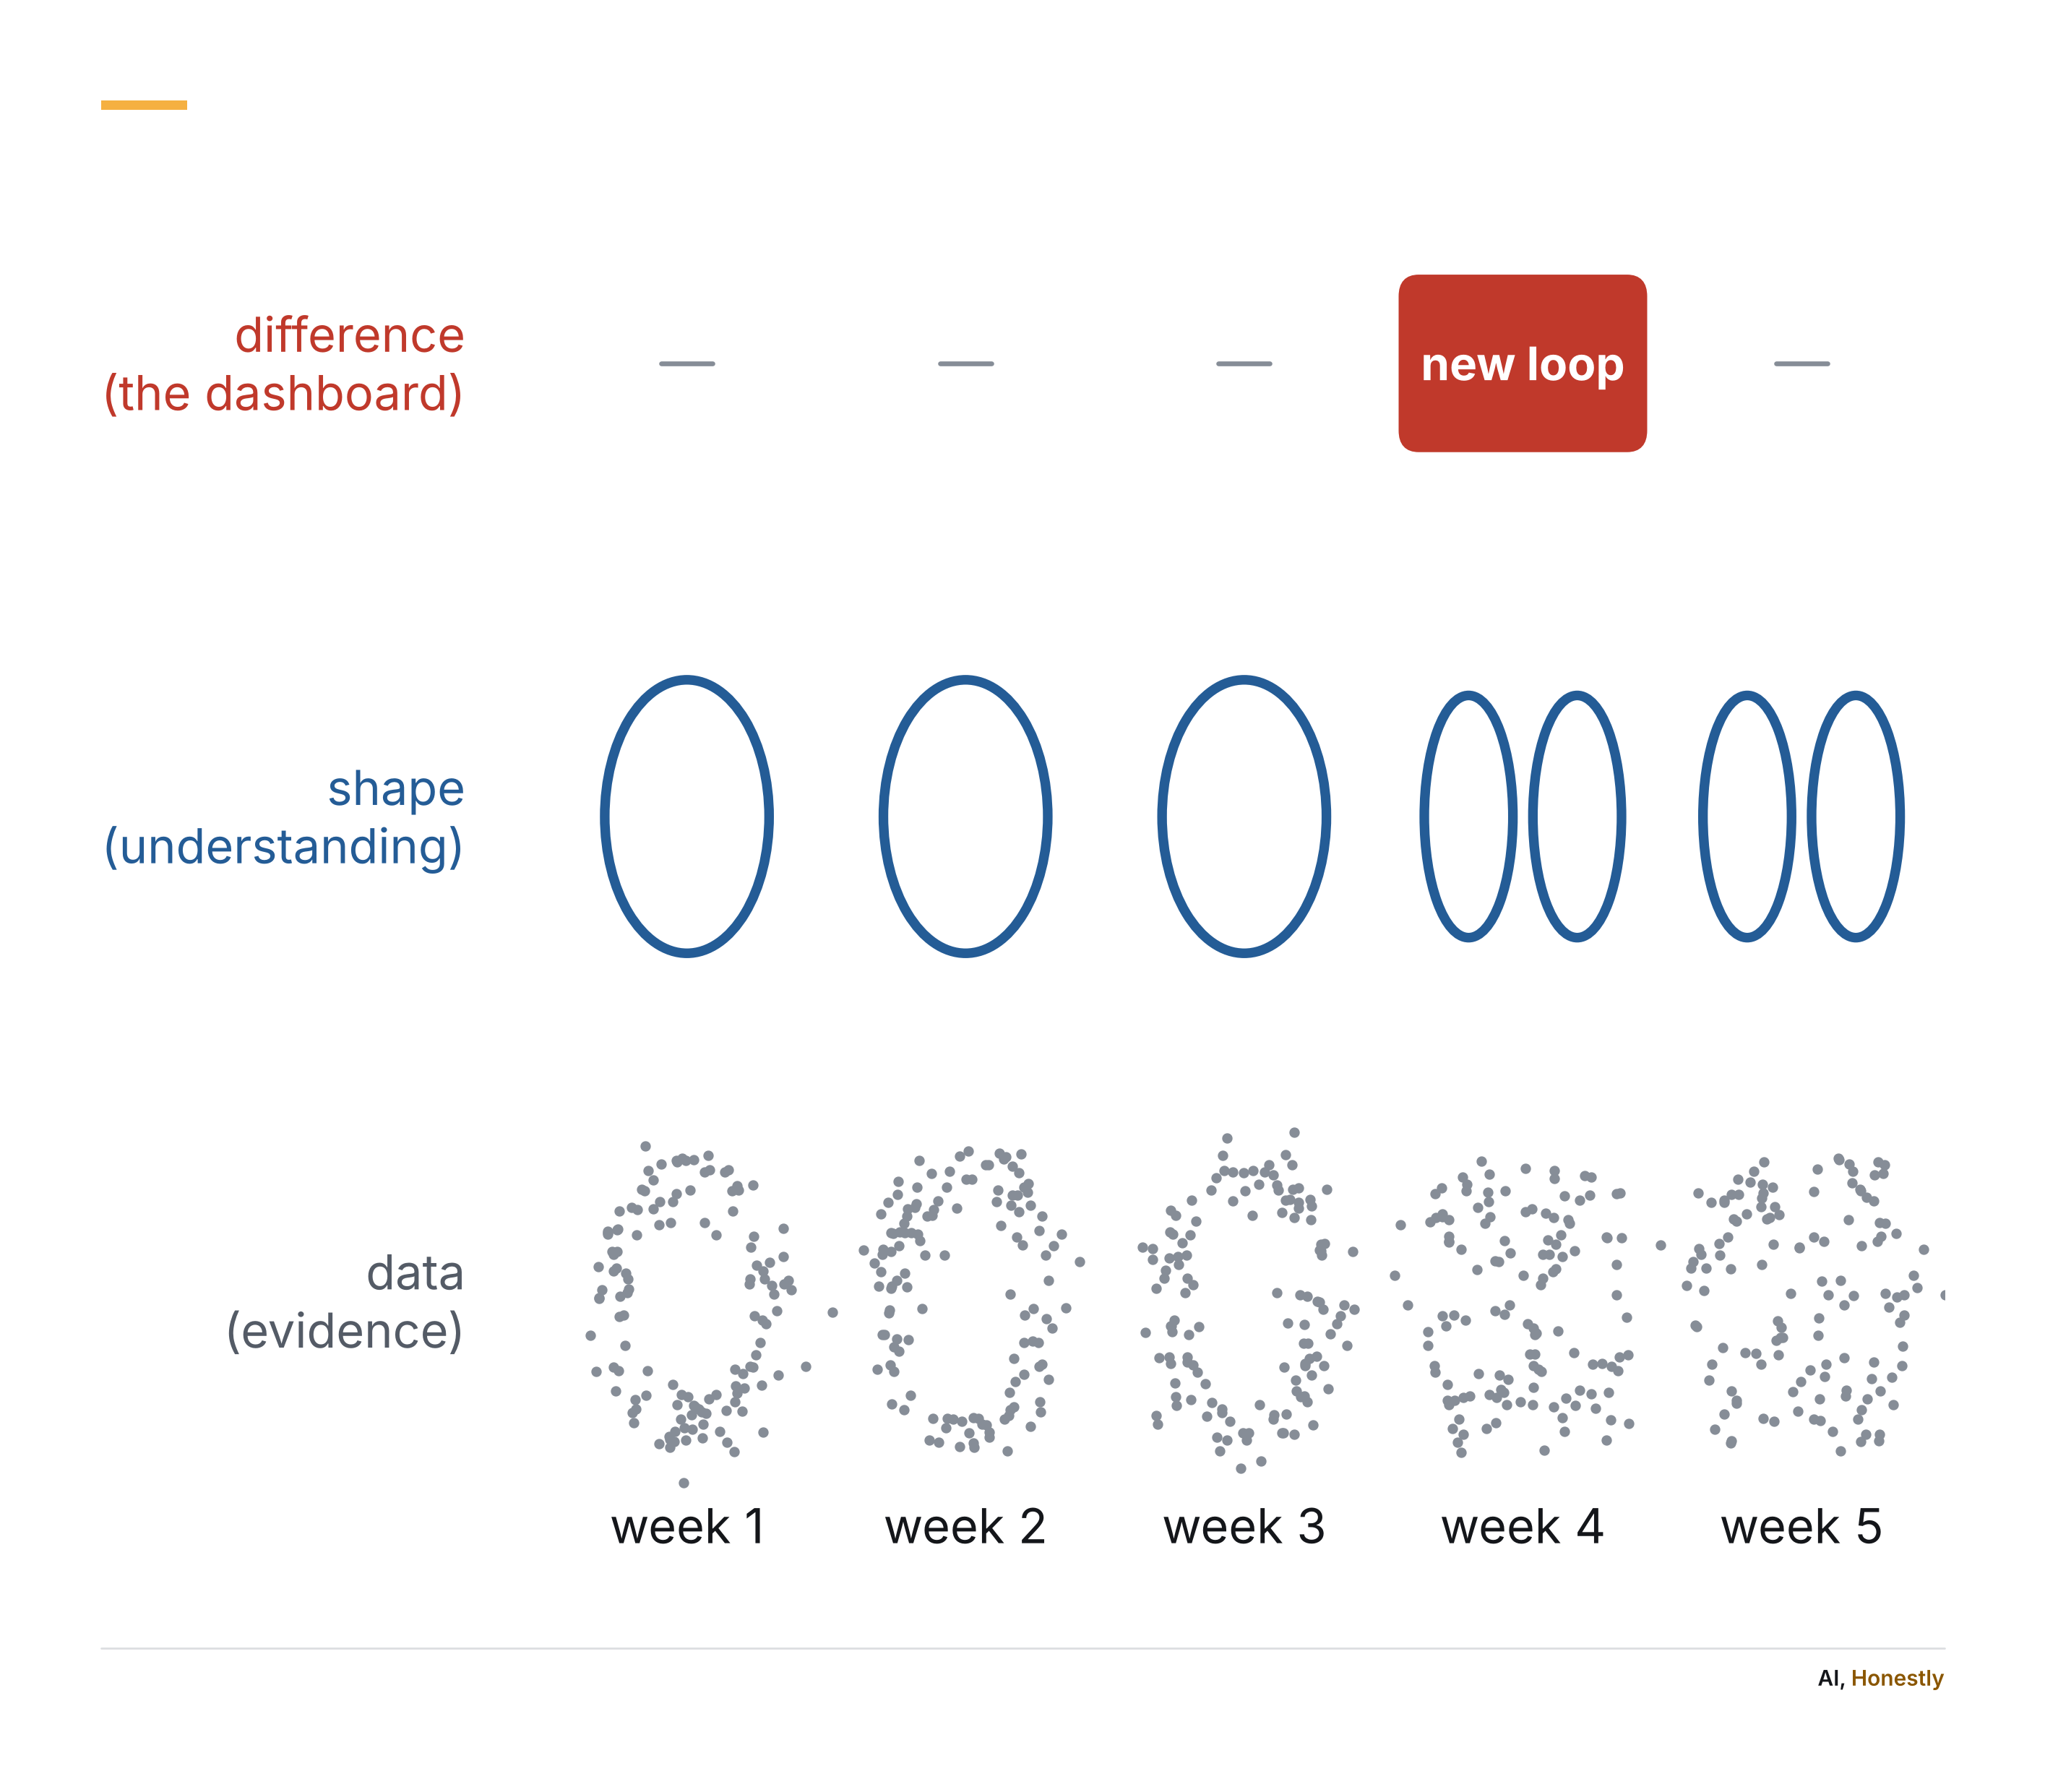 difference
(the dashboard)
new loop
shape
(understanding)
data
(evidence)
week 1
week 2
week 3
week 4
week 5
AI, Honestly